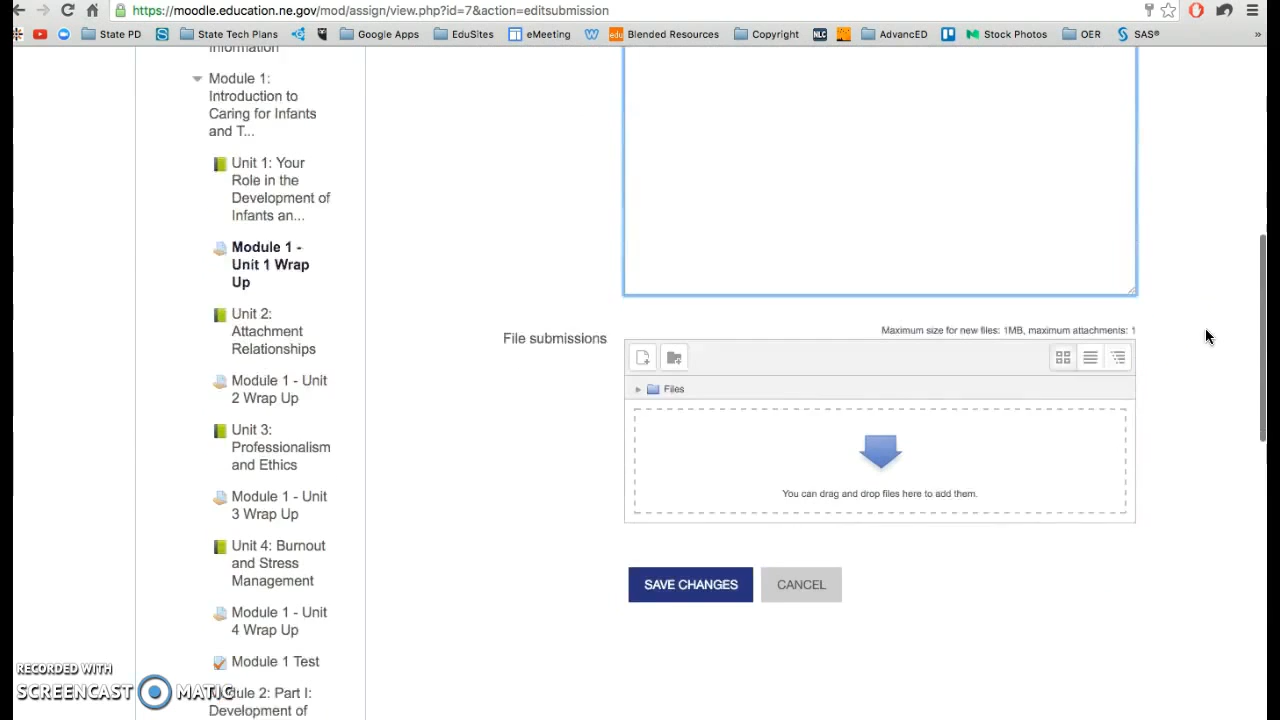 https://moodle.education.ne.gov/mod/assign/view.php?id=7&action=editsubmission
State PD
State Tech Plans
Google Apps
EduSites
eMeeting
edu Blended Resources
Copyright
NLC
AdvancED
Stock Photos
OER
SAS®
»
Information
Module 1:
Introduction to
Caring for Infants
and T...
Unit 1: Your
Role in the
Development of
Infants an...
Module 1 -
Unit 1 Wrap
Up
Unit 2:
Attachment
Relationships
Module 1 - Unit
2 Wrap Up
Unit 3:
Professionalism
and Ethics
Module 1 - Unit
3 Wrap Up
Unit 4: Burnout
and Stress
Management
Module 1 - Unit
4 Wrap Up
Module 1 Test
Module 2: Part I:
Development of
File submissions
Maximum size for new files: 1MB, maximum attachments: 1
Files
You can drag and drop files here to add them.
SAVE CHANGES
CANCEL
RECORDED WITH
SCREENCAST MATIC